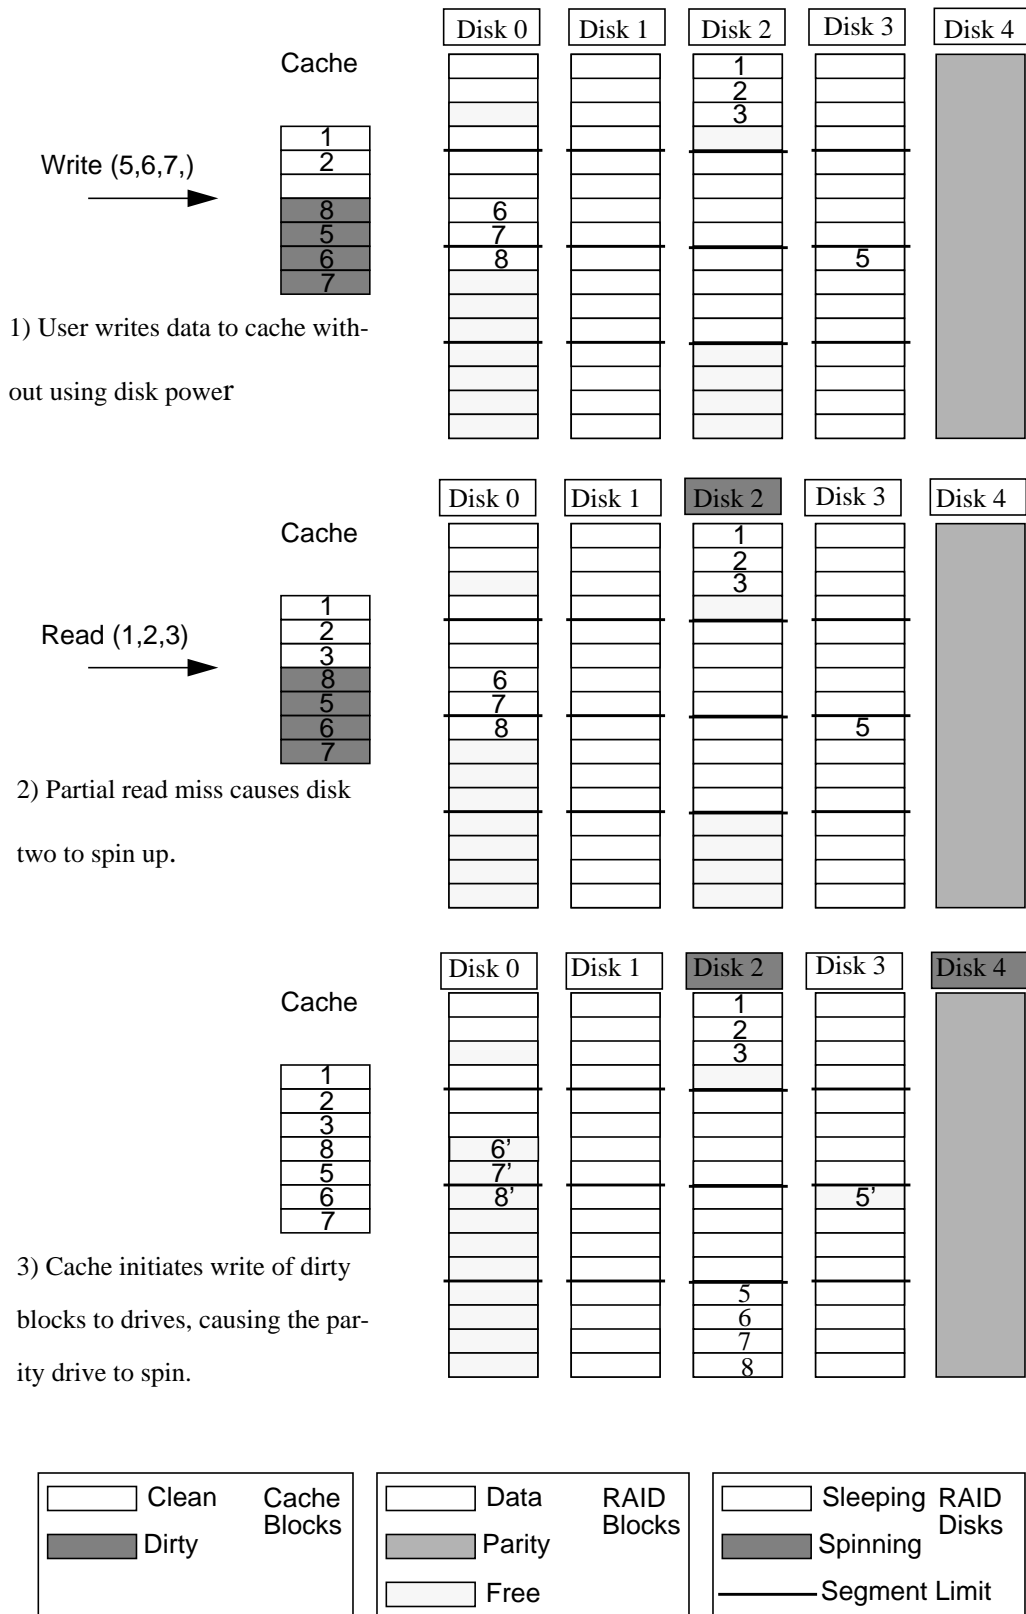 Disk 0 Disk 1 Disk 2 Disk 3 Disk 4
Cache
1
2
3
1
2
Write (5,6,7,)
8
5
6
7
6
7
8
5
1) User writes data to cache with-
out using disk power
Disk 0 Disk 1 Disk 2 Disk 3 Disk 4
Cache
1
2
3
1
2
3
Read (1,2,3)
8
5
6
7
6
7
8
5
2) Partial read miss causes disk
two to spin up.
Disk 0 Disk 1 Disk 2 Disk 3 Disk 4
Cache
1
2
3
1
2
3
8
5
6
7
6’
7’
8’
5’
5
6
7
8
3) Cache initiates write of dirty
blocks to drives, causing the par-
ity drive to spin.
Clean
Dirty
Cache
Blocks
Data
Parity
Free
RAID
Blocks
Sleeping
Spinning
Segment Limit
RAID
Disks